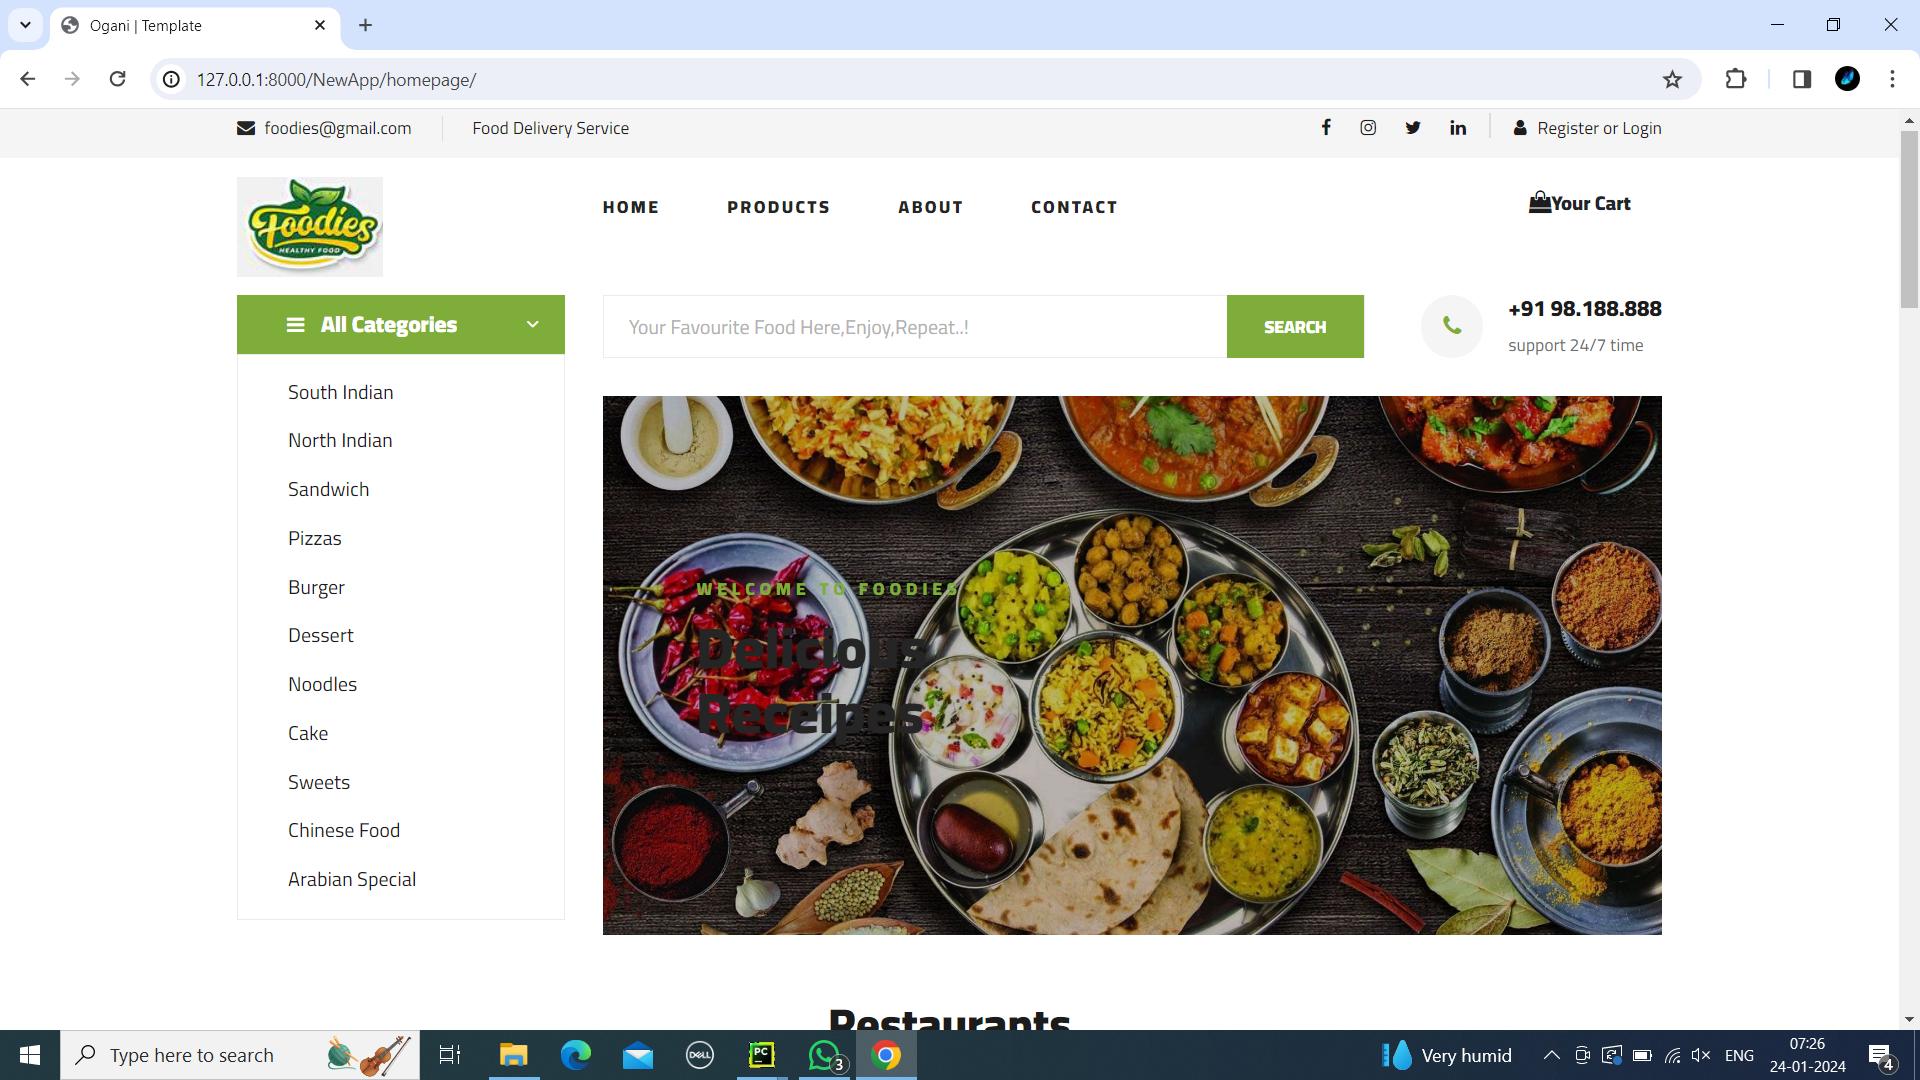 Ogani | Template
127.0.0.1:8000/NewApp/homepage/
foodies@gmail.com
Food Delivery Service
Register or Login
Foodies
HEALTHY FOOD
HOME
PRODUCTS
ABOUT
CONTACT
Your Cart
All Categories
Your Favourite Food Here,Enjoy,Repeat..!
SEARCH
+91 98.188.888
support 24/7 time
South Indian
North Indian
Sandwich
Pizzas
Burger
Dessert
Noodles
Cake
Sweets
Chinese Food
Arabian Special
WELCOME TO FOODIES
Delicious
Receipes
Restaurants
Type here to search
DELL
PC
3
Very humid
ENG
07:26
24-01-2024
4